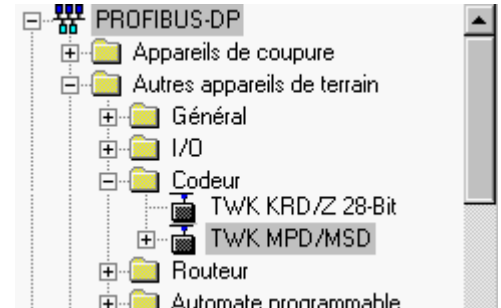 PROFIBUS-DP
Appareils de coupure
Autres appareils de terrain
Général
I/O
Codeur
TWK KRD/Z 28-Bit
TWK MPD/MSD
Routeur
Automate programmable